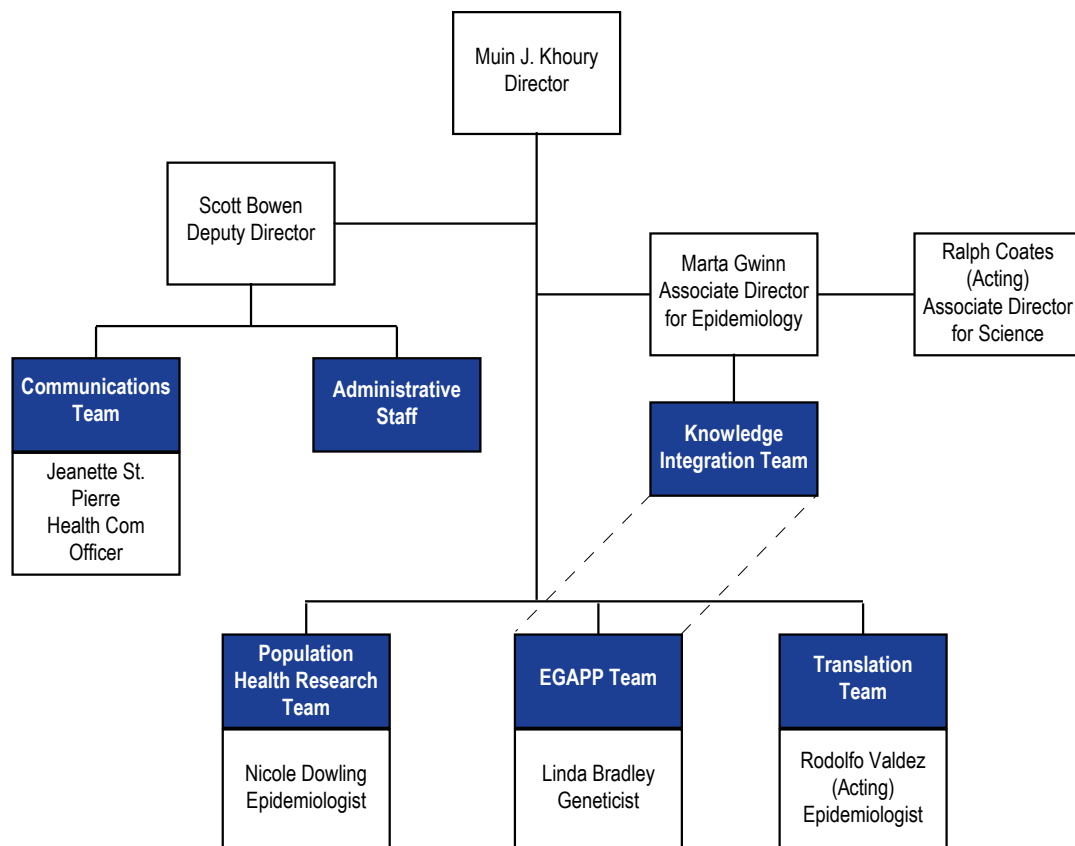 Muin J. Khoury
Director
Scott Bowen
Deputy Director
Marta Gwinn
Associate Director
for Epidemiology
Ralph Coates
(Acting)
Associate Director
for Science
Communications
Team
Jeanette St.
Pierre
Health Com
Officer
Administrative
Staff
Knowledge
Integration Team
Population
Health Research
Team
Nicole Dowling
Epidemiologist
EGAPP Team
Linda Bradley
Geneticist
Translation
Team
Rodolfo Valdez
(Acting)
Epidemiologist